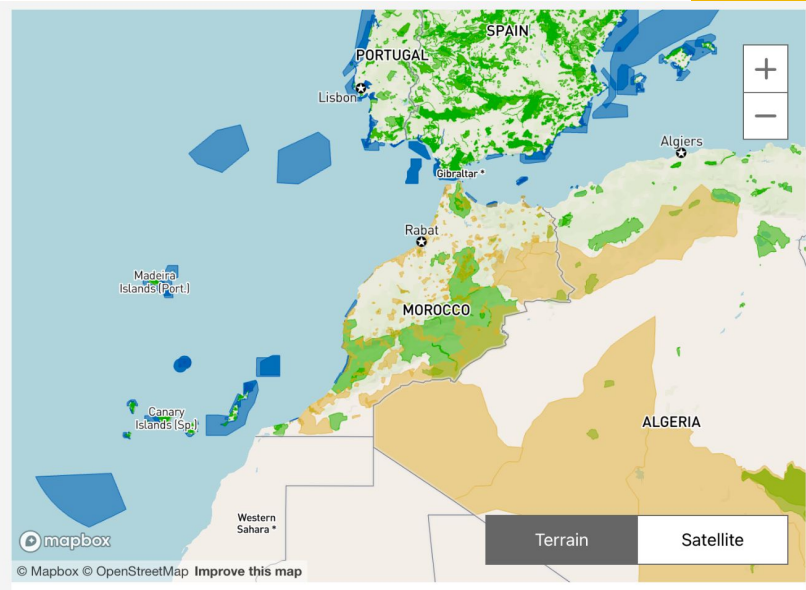 SPAIN
PORTUGAL
Lisbon
+
−
Algiers
Gibraltar *
Rabat
Madeira
Islands (Port.)
MOROCCO
Canary
Islands (Sp.)
ALGERIA
Western
Sahara *
mapbox
Terrain
Satellite
© Mapbox © OpenStreetMap Improve this map